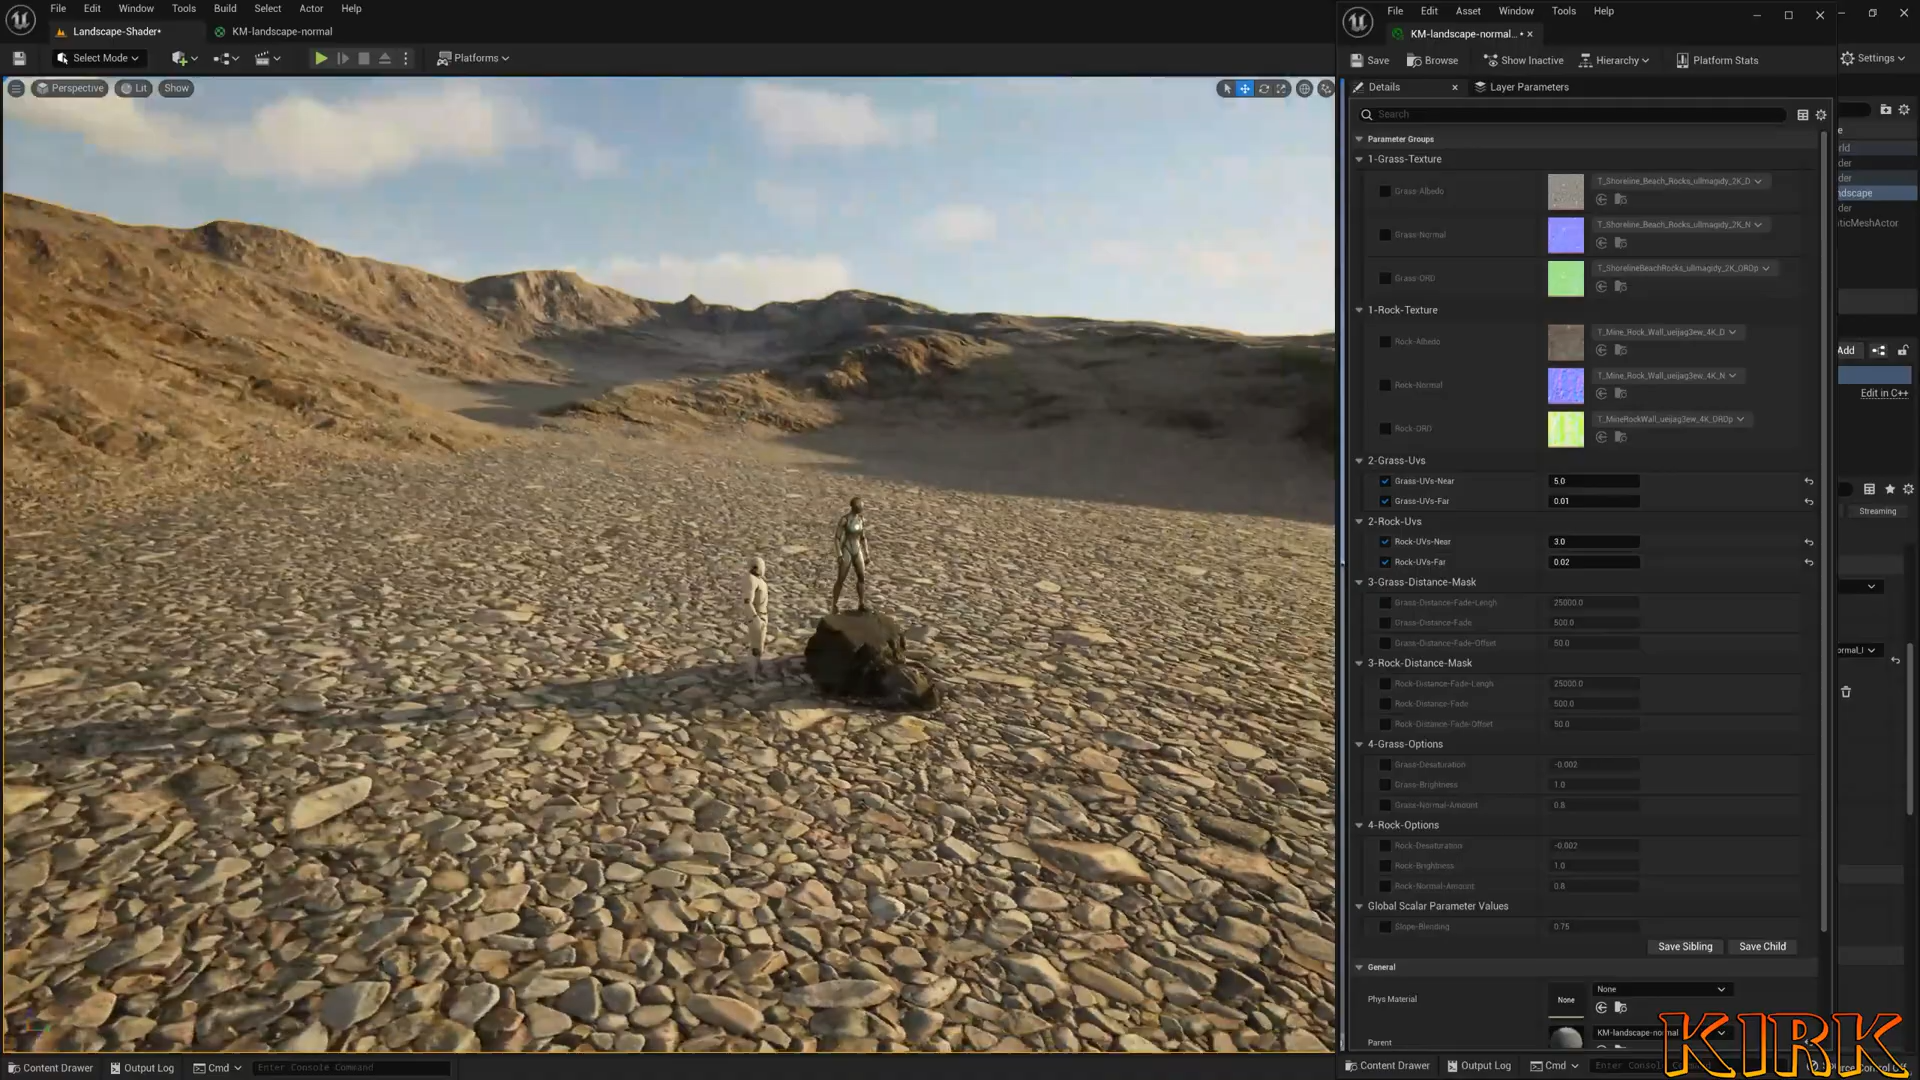 File Edit Window Tools Build Select Actor Help
Landscape-Shader•
KM-landscape-normal
Select Mode
Platforms
Perspective
Lit
Show
File Edit Asset Window Tools Help
KM-landscape-normal... •
Save
Browse
Show Inactive
Hierarchy
Platform Stats
Settings
Details
Layer Parameters
Search
Parameter Groups
1-Grass-Texture
Grass-Albedo
T_Shoreline_Beach_Rocks_ullmagidy_2K_D
Grass-Normal
T_Shoreline_Beach_Rocks_ullmagidy_2K_N
Grass-ORD
T_ShorelineBeachRocks_ullmagidy_2K_ORDp
1-Rock-Texture
Rock-Albedo
T_Mine_Rock_Wall_ueijag3ew_4K_D
Rock-Normal
T_Mine_Rock_Wall_ueijag3ew_4K_N
Rock-ORD
T_MineRockWall_ueijag3ew_4K_ORDp
2-Grass-Uvs
Grass-UVs-Near 5.0
Grass-UVs-Far 0.01
2-Rock-Uvs
Rock-UVs-Near 3.0
Rock-UVs-Far 0.02
3-Grass-Distance-Mask
Grass-Distance-Fade-Lengh 25000.0
Grass-Distance-Fade 500.0
Grass-Distance-Fade-Offset 50.0
3-Rock-Distance-Mask
Rock-Distance-Fade-Lengh 25000.0
Rock-Distance-Fade 500.0
Rock-Distance-Fade-Offset 50.0
4-Grass-Options
Grass-Desaturation -0.002
Grass-Brightness 1.0
Grass-Normal-Amount 0.8
4-Rock-Options
Rock-Desaturation -0.002
Rock-Brightness 1.0
Rock-Normal-Amount 0.8
Global Scalar Parameter Values
Slope-Blending 0.75
Save Sibling
Save Child
General
Phys Material
None
None
Parent
KM-landscape-normal
Add
Edit in C++
Streaming
aticMeshActor
Content Drawer
Output Log
Cmd
Enter Console Command
Content Drawer
Output Log
Cmd
KIRK